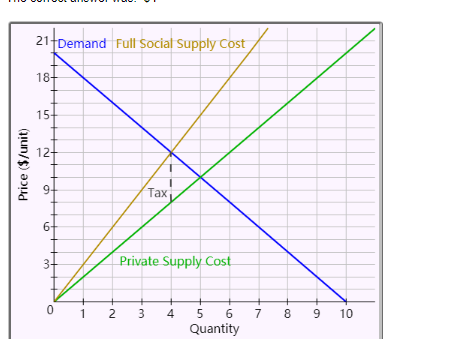 21
Demand Full Social Supply Cost
18
15
12
9
Tax
6
3
Private Supply Cost
0 1 2 3 4 5 6 7 8 9 10
Quantity
Price ($/unit)